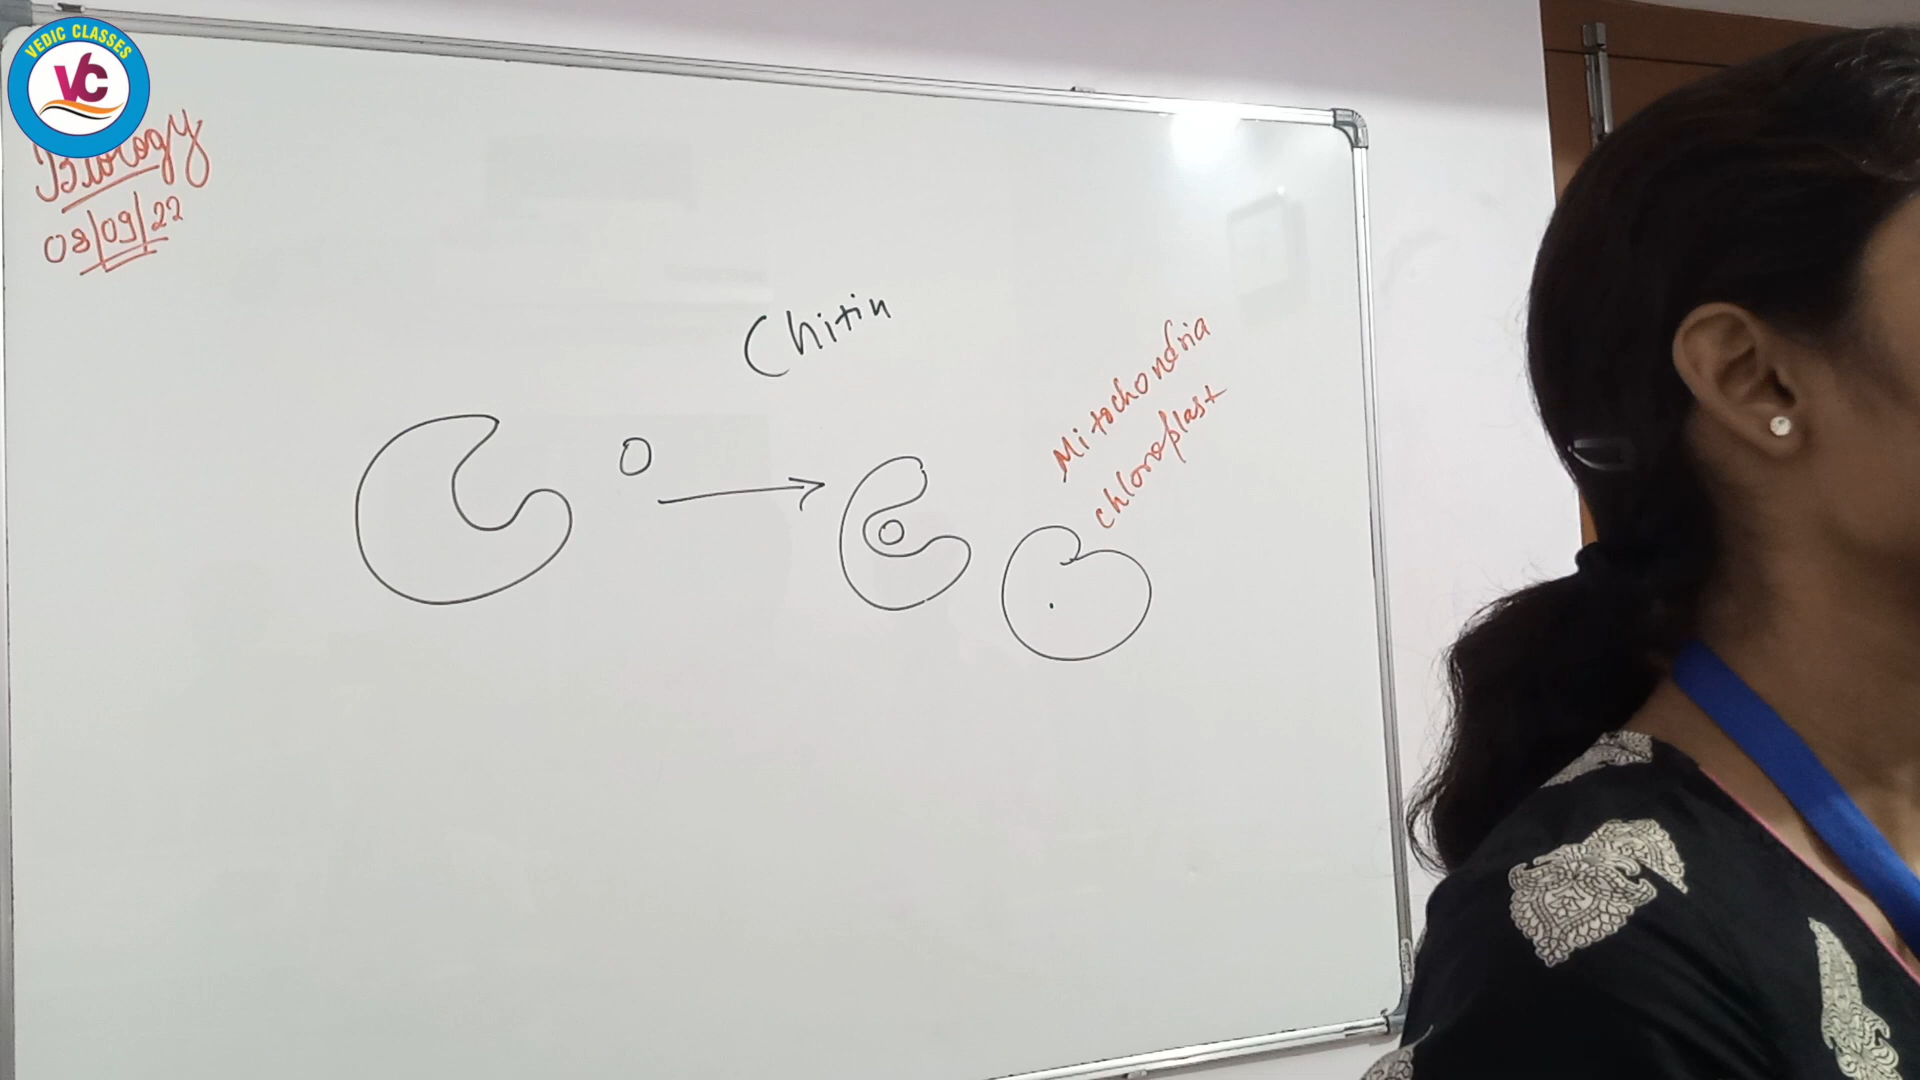 VEDIC CLASSES
VC
Biology
08/09/22
Chitin
Mitochondria
chloroplast